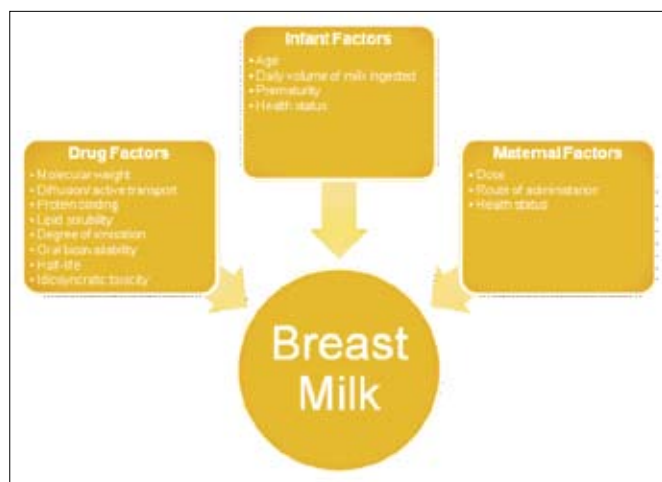 Infant Factors
• Age
• Daily volume of milk ingested
• Prematurity
• Health status
Drug Factors
• Molecular weight
• Diffusion/active transport
• Protein binding
• Lipid solubility
• Degree of ionisation
• Oral bioavailability
• Half-life
• Idiosyncratic toxicity
Maternal Factors
• Dose
• Route of administration
• Health status
Breast
Milk